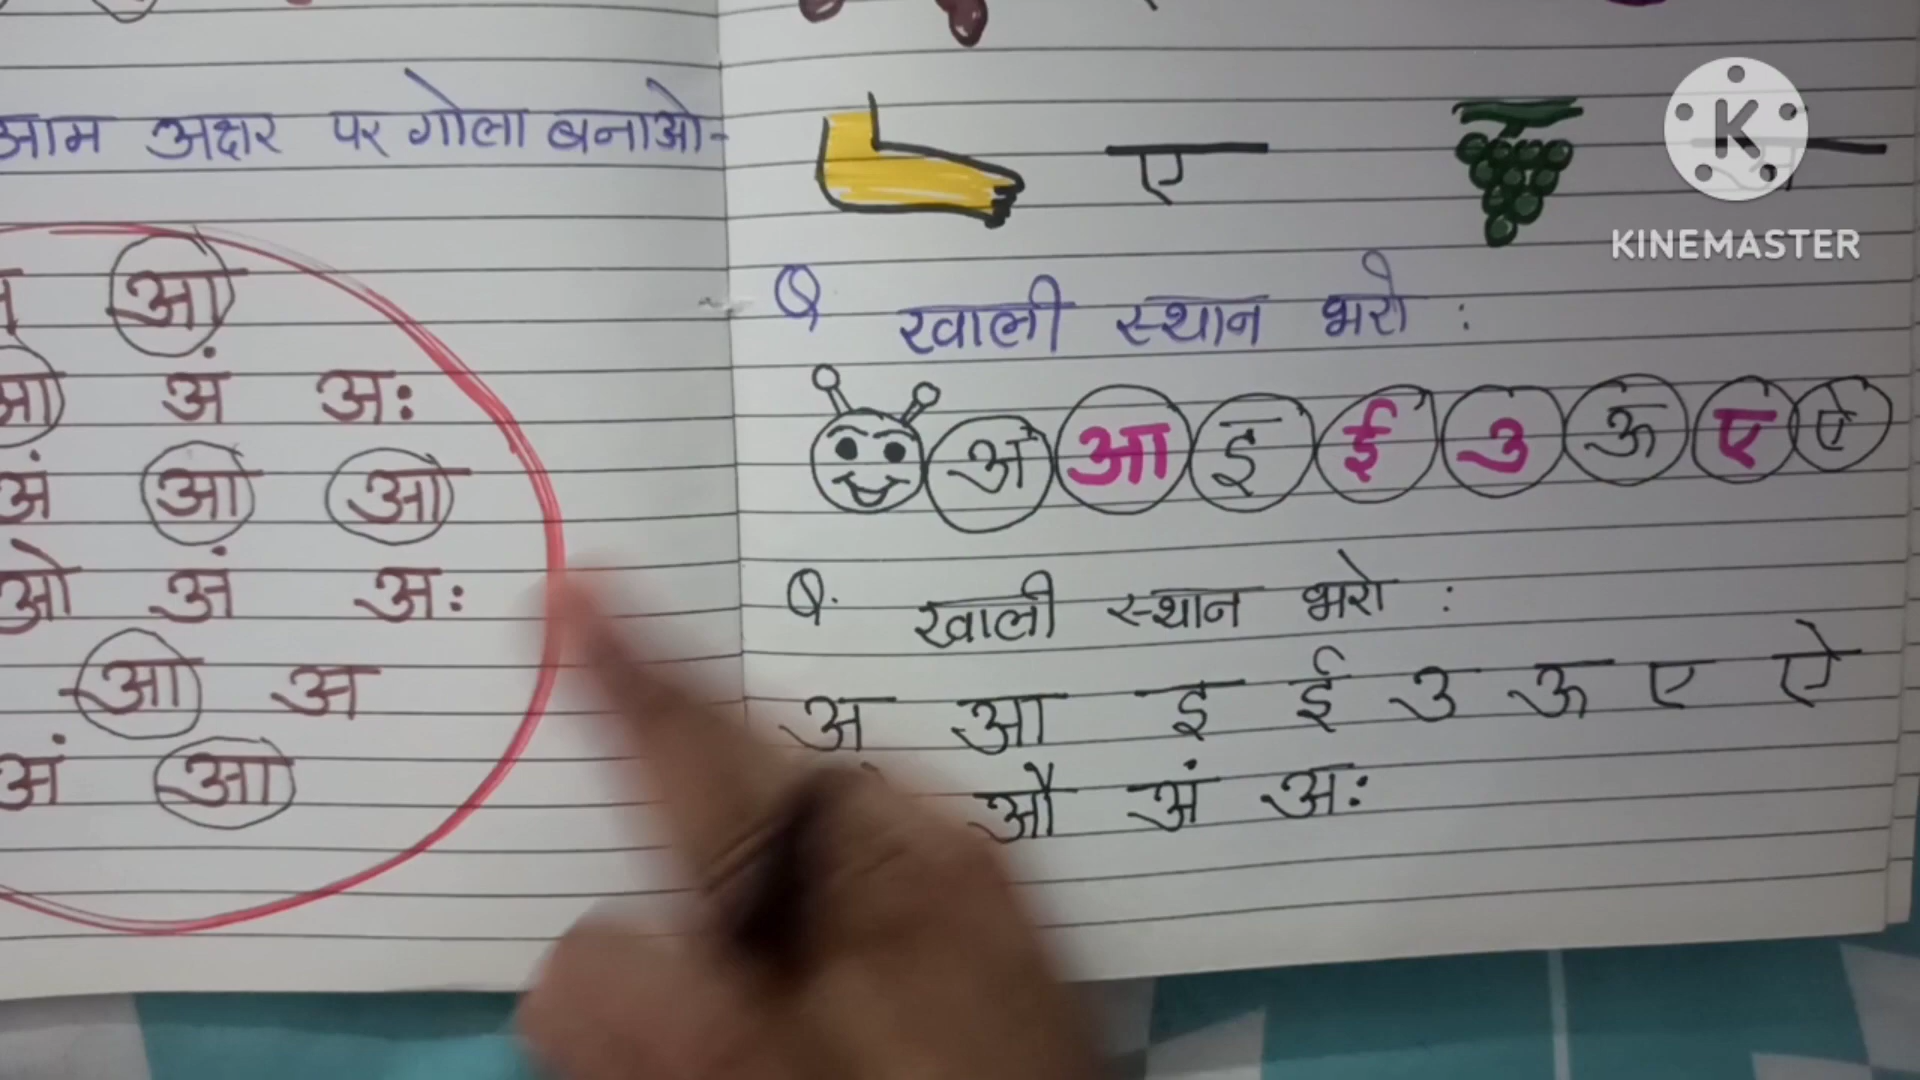 आम अक्षर पर गोला बनाओ-
आ
आ अं अः
अं आ आ
ओ अं अः
आ अ
अं आ
ए
K
KINEMASTER
Q खाली स्थान भरो :
अ आ इ ई उ ऊ ए ऐ
Q. खाली स्थान भरो :
अ आ इ ई उ ऊ ए ऐ
औ अं अः